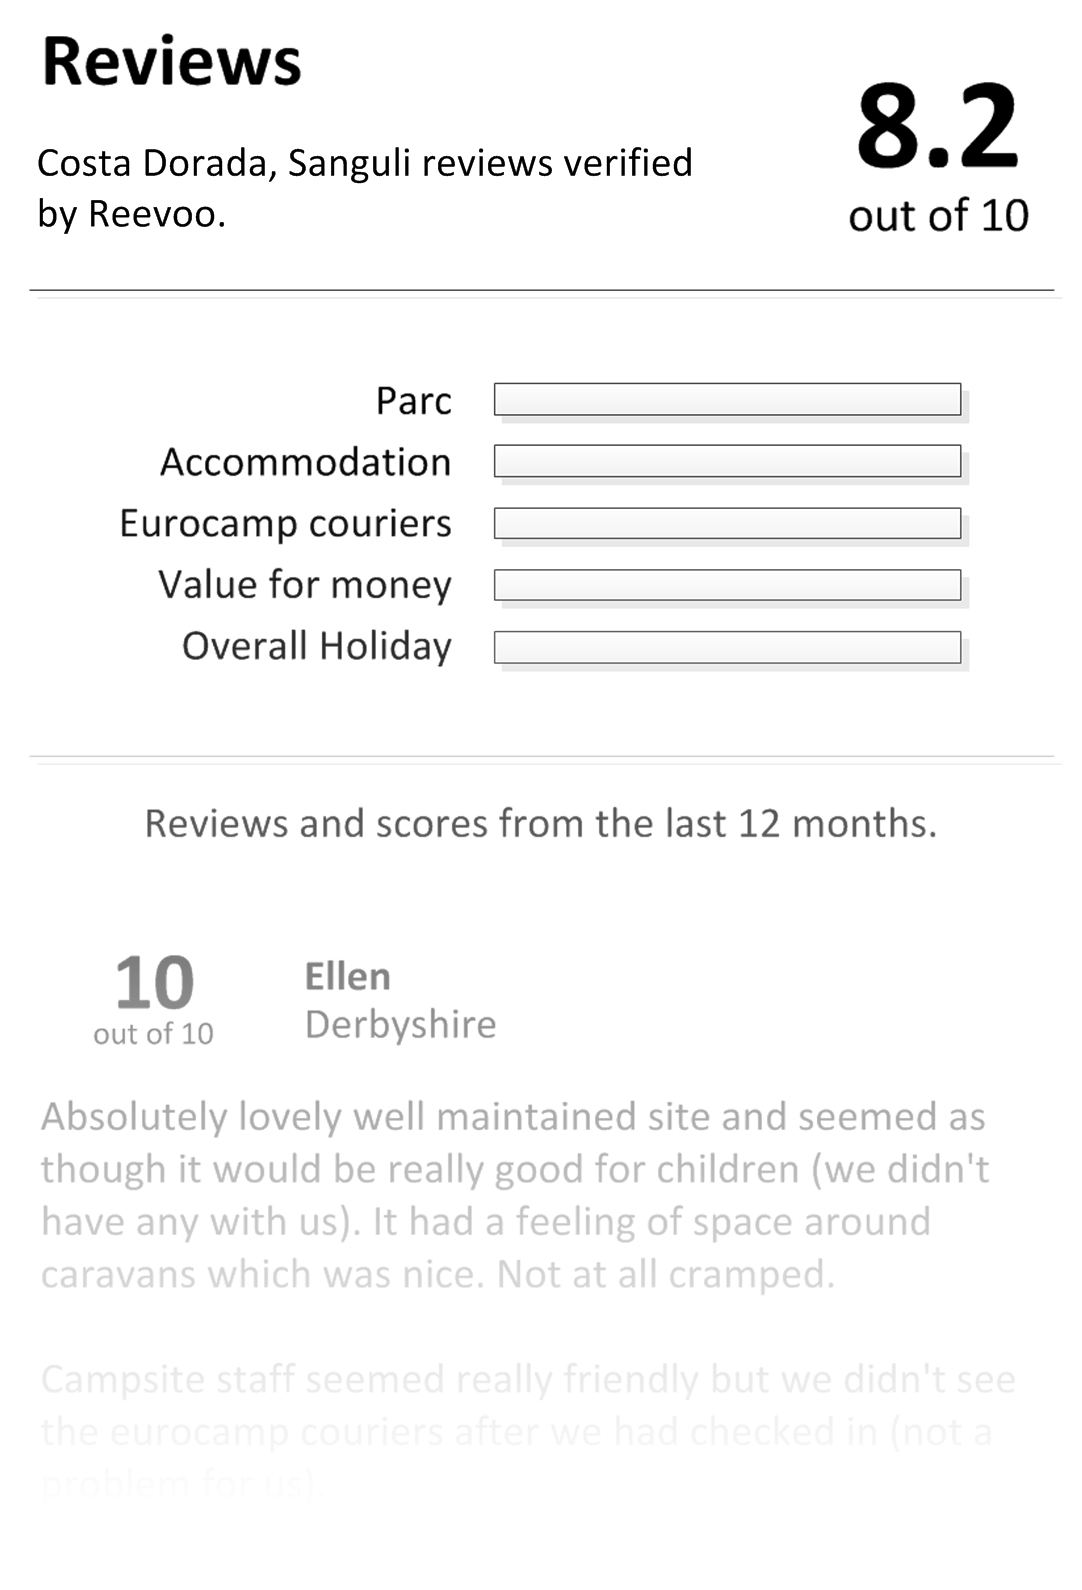 Reviews
8.2
out of 10
Costa Dorada, Sanguli reviews verified
by Reevoo.
Parc
Accommodation
Eurocamp couriers
Value for money
Overall Holiday
Reviews and scores from the last 12 months.
10
out of 10
Ellen
Derbyshire
Absolutely lovely well maintained site and seemed as
though it would be really good for children (we didn't
have any with us). It had a feeling of space around
caravans which was nice. Not at all cramped.
Campsite staff seemed really friendly but we didn't see
the eurocamp couriers after we had checked in (not a
problem for us).